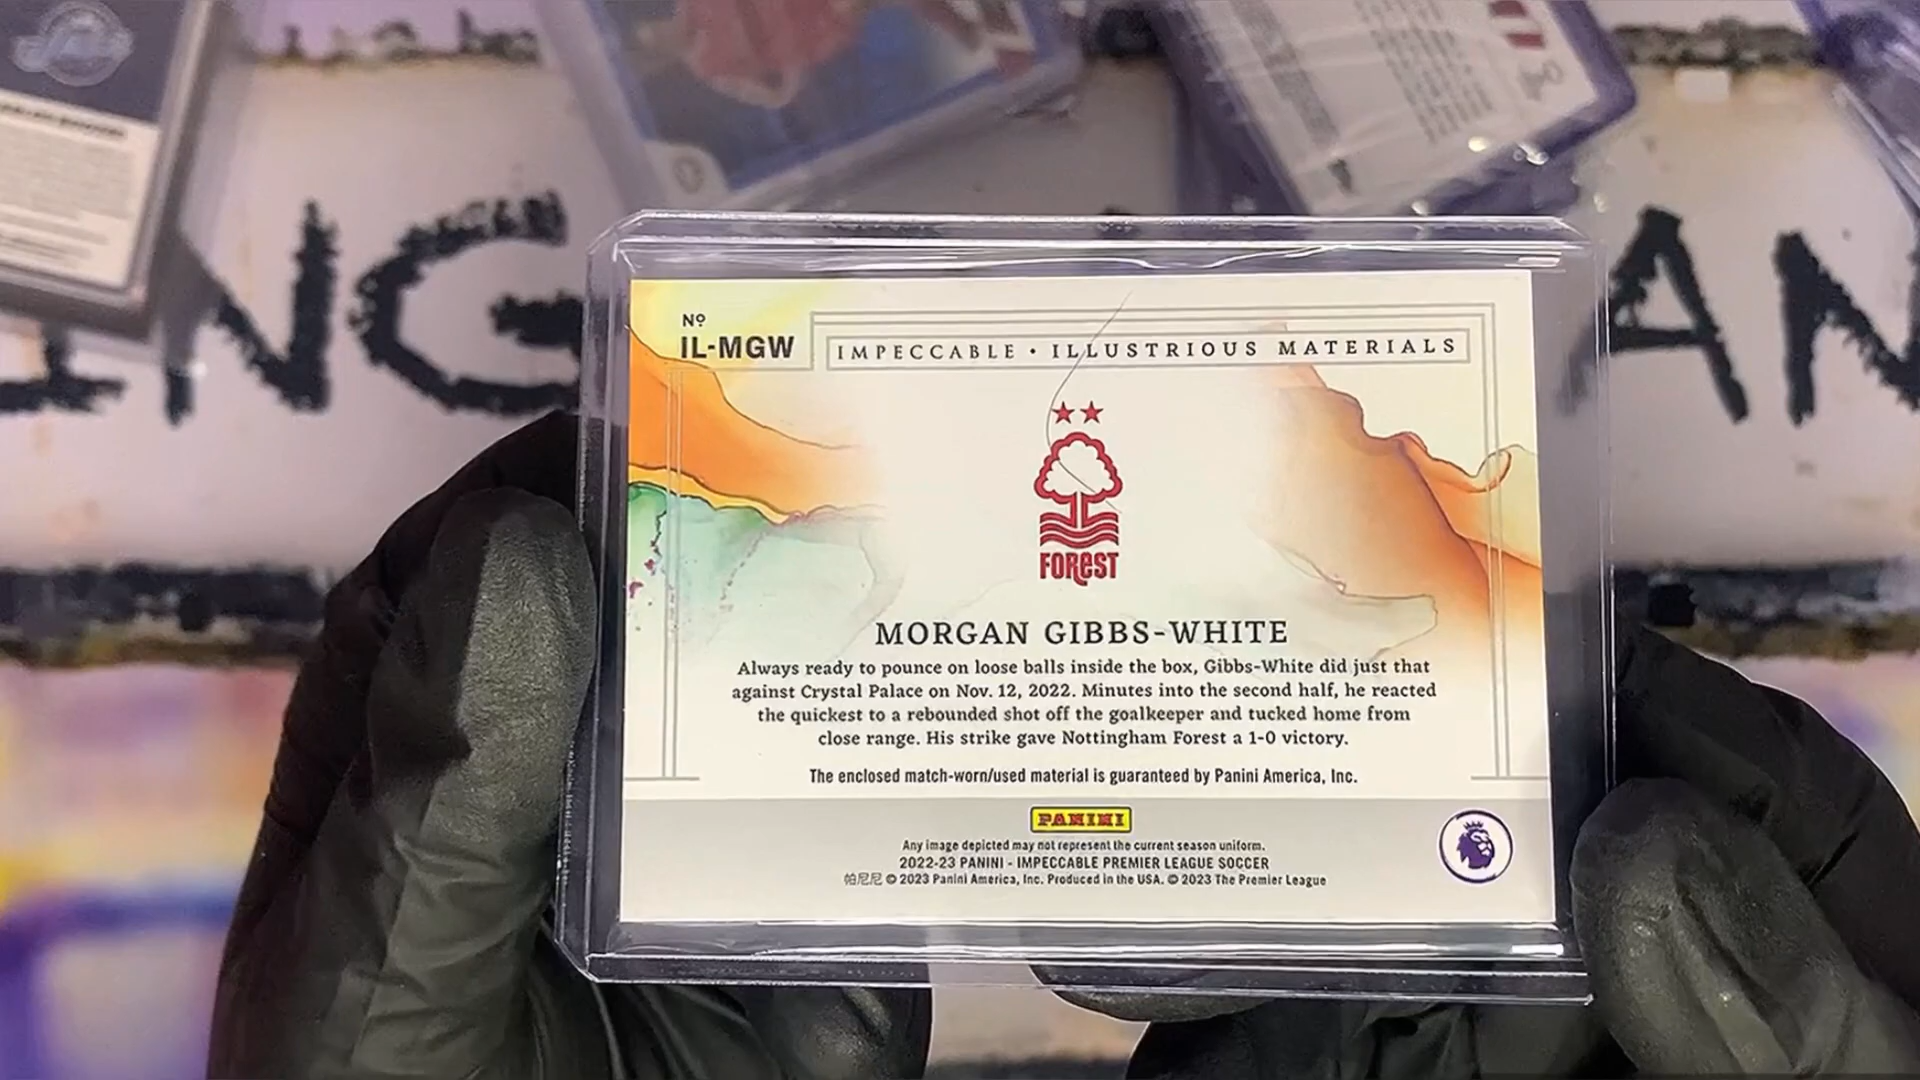 ING
AN
Nº
IL-MGW
IMPECCABLE • ILLUSTRIOUS MATERIALS
FOREST
MORGAN GIBBS-WHITE
Always ready to pounce on loose balls inside the box, Gibbs-White did just that
against Crystal Palace on Nov. 12, 2022. Minutes into the second half, he reacted
the quickest to a rebounded shot off the goalkeeper and tucked home from
close range. His strike gave Nottingham Forest a 1-0 victory.
The enclosed match-worn/used material is guaranteed by Panini America, Inc.
PANINI
Any image depicted may not represent the current season uniform.
2022-23 PANINI - IMPECCABLE PREMIER LEAGUE SOCCER
帕尼尼 © 2023 Panini America, Inc. Produced in the USA. © 2023 The Premier League